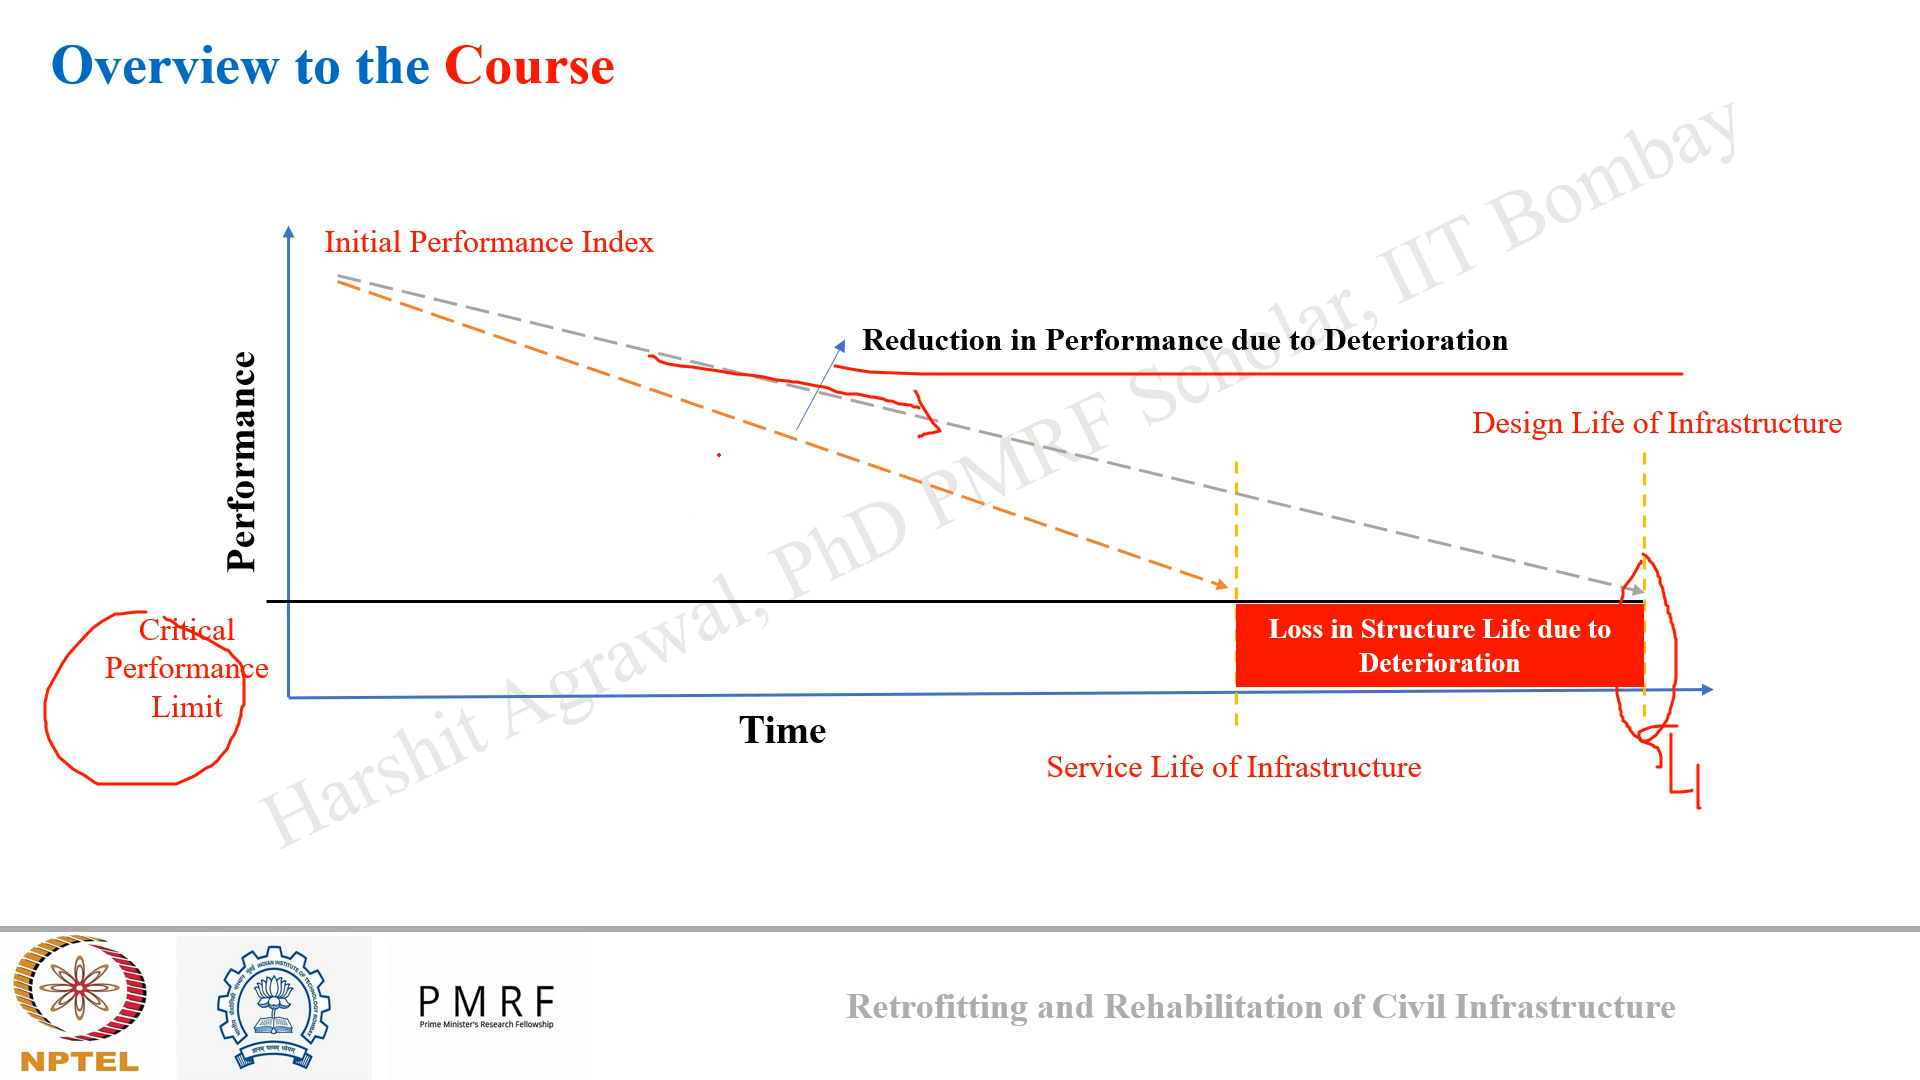 Overview to the Course
Initial Performance Index
Reduction in Performance due to Deterioration
Design Life of Infrastructure
Performance
Critical
Performance
Limit
Loss in Structure Life due to
Deterioration
Time
Service Life of Infrastructure
Harshit Agrawal, PhD PMRF Scholar, IIT Bombay
NPTEL
PMRF
Prime Minister's Research Fellowship
Retrofitting and Rehabilitation of Civil Infrastructure